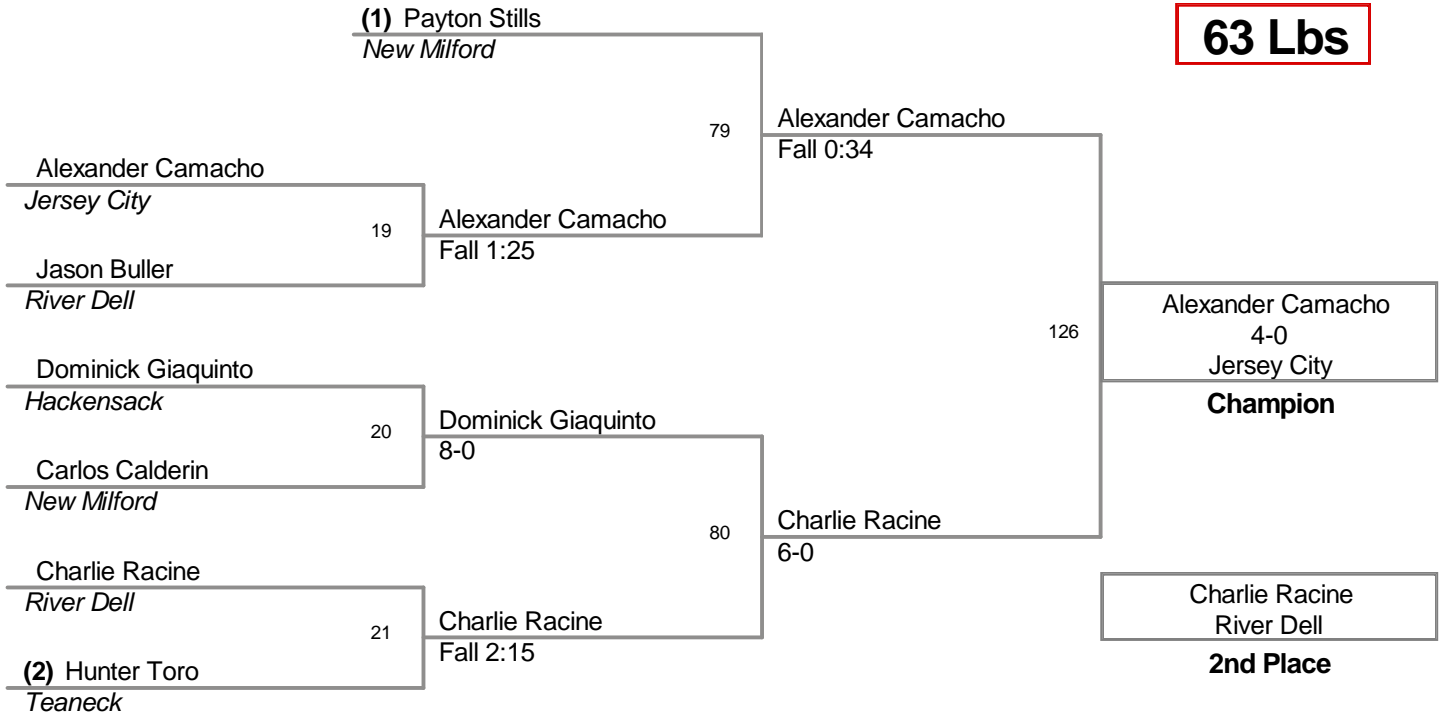 (1) Payton Stills
New Milford
63 Lbs
79
Alexander Camacho
Fall 0:34
Alexander Camacho
Jersey City
19
Alexander Camacho
Fall 1:25
Jason Buller
River Dell
126
Alexander Camacho
4-0
Jersey City
Champion
Dominick Giaquinto
Hackensack
20
Dominick Giaquinto
8-0
Carlos Calderin
New Milford
80
Charlie Racine
6-0
Charlie Racine
River Dell
21
Charlie Racine
Fall 2:15
(2) Hunter Toro
Teaneck
Charlie Racine
River Dell
2nd Place